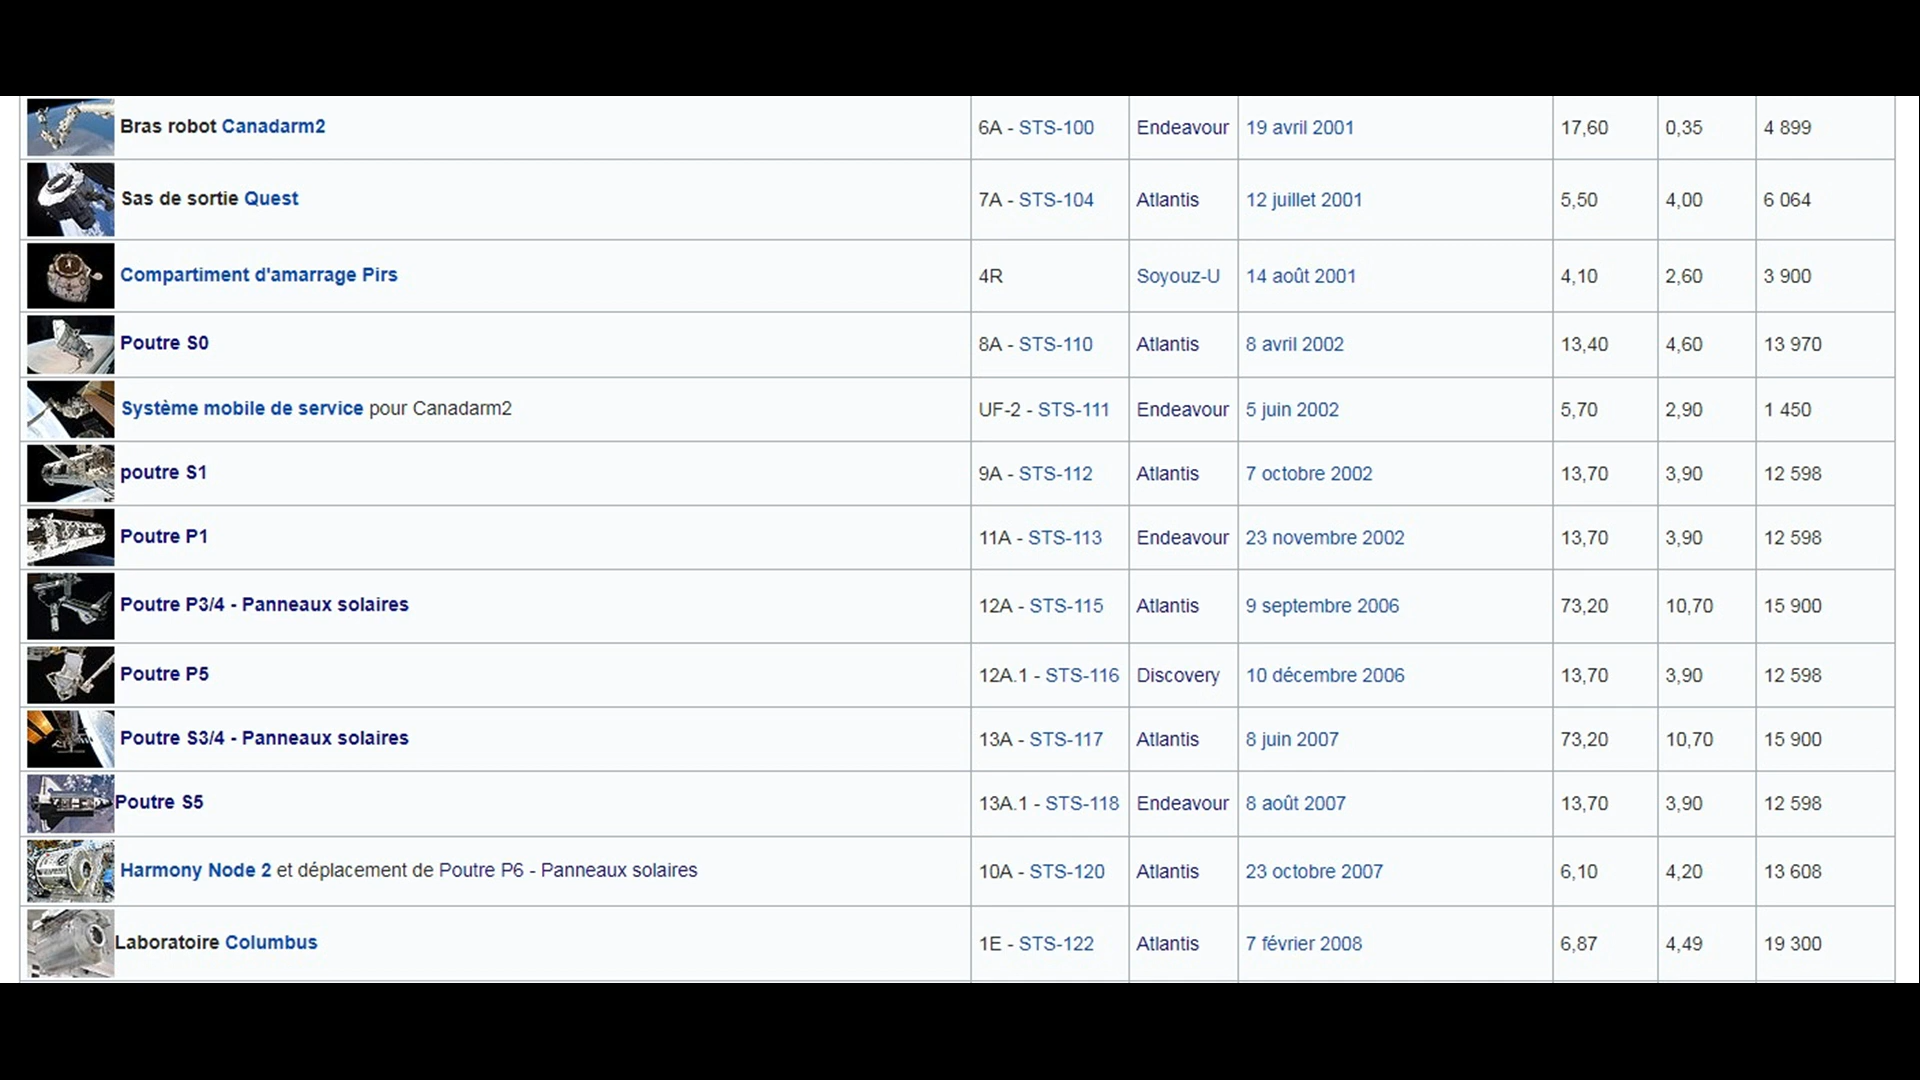 Bras robot Canadarm2 6A - STS-100 Endeavour 19 avril 2001 17,60 0,35 4 899
Sas de sortie Quest 7A - STS-104 Atlantis 12 juillet 2001 5,50 4,00 6 064
Compartiment d'amarrage Pirs 4R Soyouz-U 14 août 2001 4,10 2,60 3 900
Poutre S0 8A - STS-110 Atlantis 8 avril 2002 13,40 4,60 13 970
Système mobile de service pour Canadarm2 UF-2 - STS-111 Endeavour 5 juin 2002 5,70 2,90 1 450
poutre S1 9A - STS-112 Atlantis 7 octobre 2002 13,70 3,90 12 598
Poutre P1 11A - STS-113 Endeavour 23 novembre 2002 13,70 3,90 12 598
Poutre P3/4 - Panneaux solaires 12A - STS-115 Atlantis 9 septembre 2006 73,20 10,70 15 900
Poutre P5 12A.1 - STS-116 Discovery 10 décembre 2006 13,70 3,90 12 598
Poutre S3/4 - Panneaux solaires 13A - STS-117 Atlantis 8 juin 2007 73,20 10,70 15 900
Poutre S5 13A.1 - STS-118 Endeavour 8 août 2007 13,70 3,90 12 598
Harmony Node 2 et déplacement de Poutre P6 - Panneaux solaires 10A - STS-120 Atlantis 23 octobre 2007 6,10 4,20 13 608
Laboratoire Columbus 1E - STS-122 Atlantis 7 février 2008 6,87 4,49 19 300